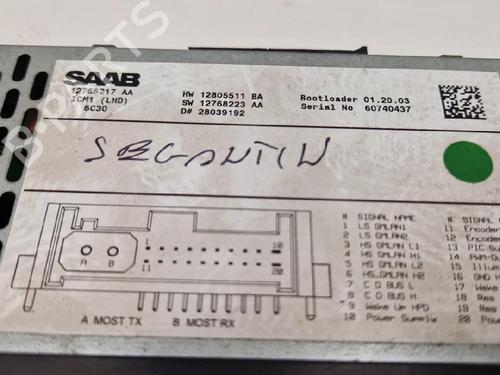 SAAB
12768217 AA
ICM1 (LHD)
6C30
HW 12805511 BA
SW 12768223 AA
D# 28039192
Bootloader 01.20.03
Serial No 60740437
1
10
11
20
A B
A MOST TX B MOST RX
# SIGNAL NAME #
1 LS GMLAN1 11 Encoder
2 LS GMLAN2 12 Encoder
3 HS GMLAN L1 13
4 HS GMLAN H1 14
5 HS GMLAN L2 15
6 HS.GMLAN H2 16 GND
7 C D BUS L 17 Wake
8 C D BUS H 18 Res
9 Wake Up HPD 19 Res
10 Power Supply 20